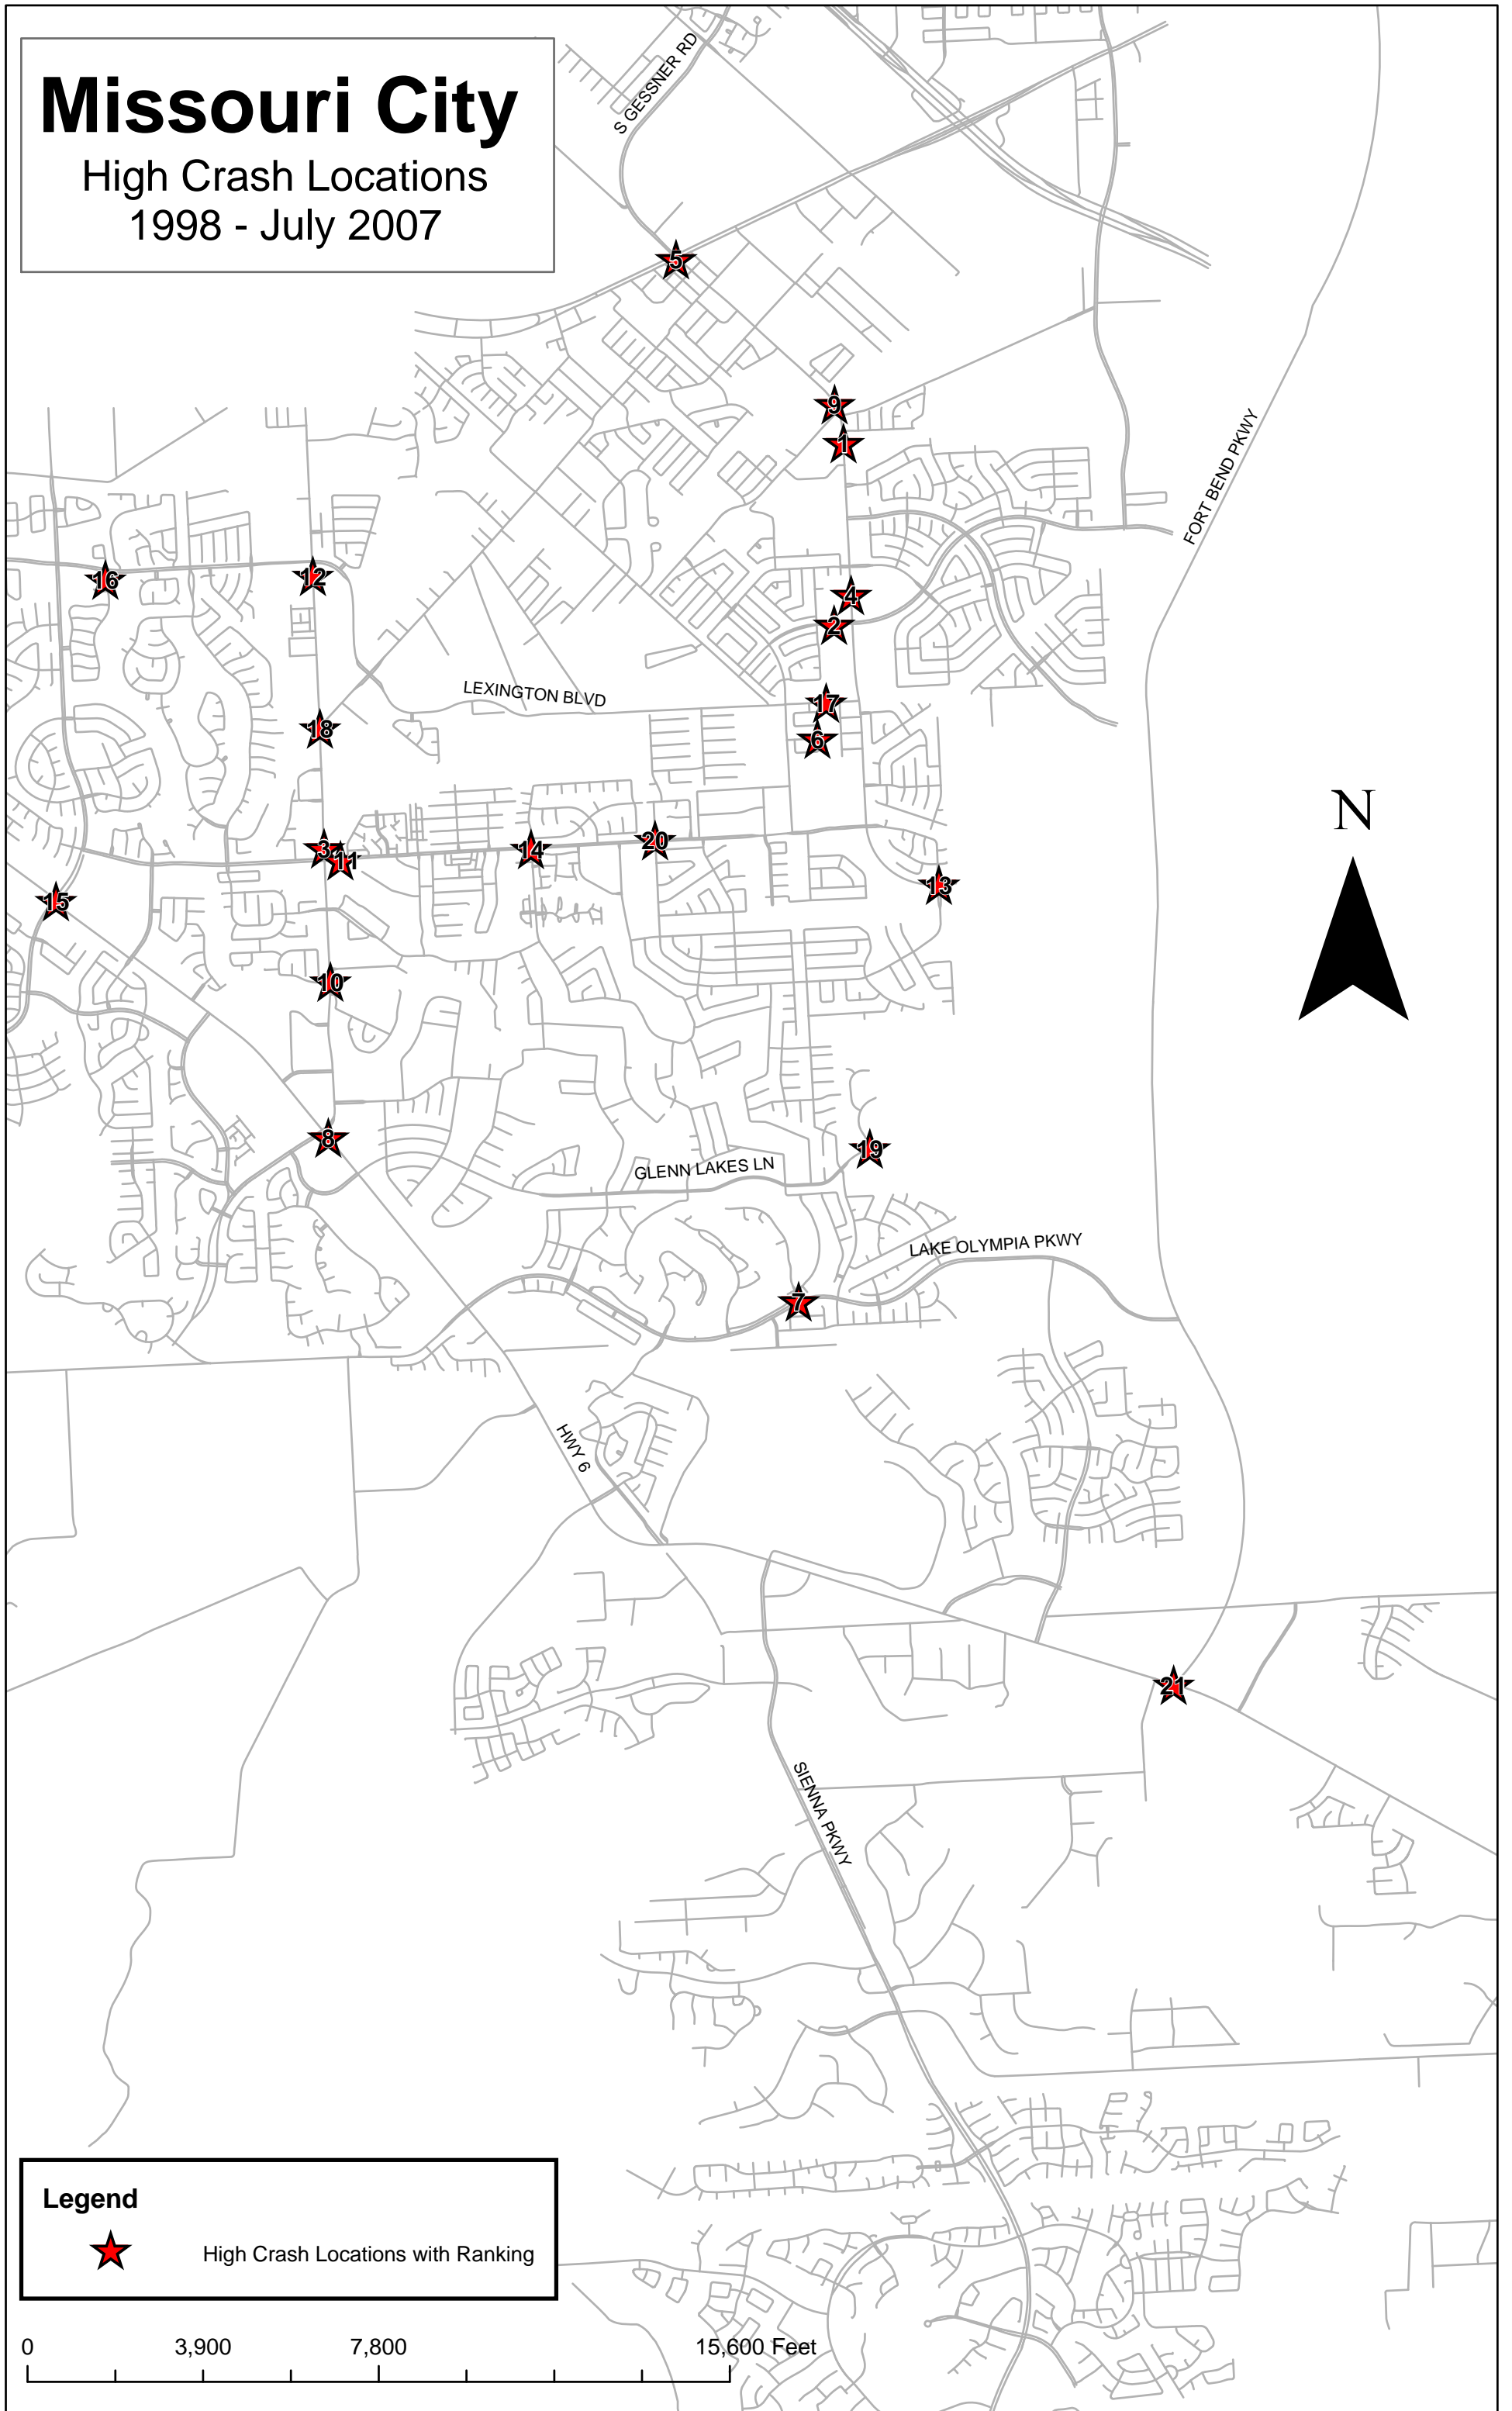 Missouri City
High Crash Locations
1998 - July 2007
S GESSNER RD
5
9
1
FORT BEND PKWY
16
12
4
2
LEXINGTON BLVD
17
18
6
N
3
11
14
20
13
15
10
8
19
GLENN LAKES LN
LAKE OLYMPIA PKWY
7
HWY 6
21
SIENNA PKWY
Legend
High Crash Locations with Ranking
0 3,900 7,800 15,600 Feet